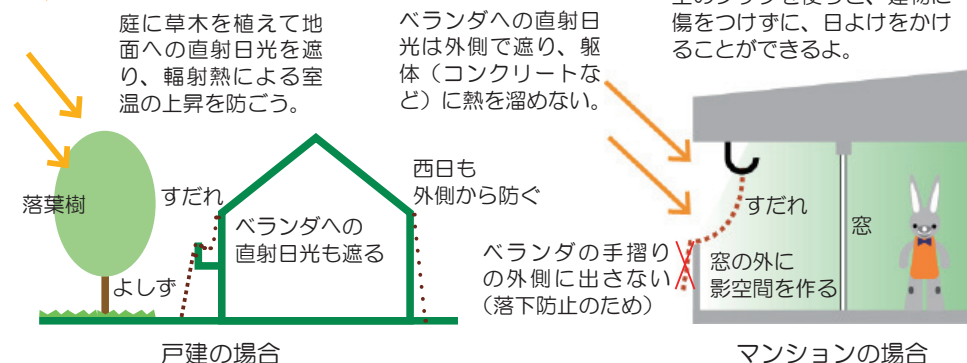 庭に草木を植えて地
面への直射日光を遮
り、輻射熱による室
温の上昇を防ごう。
ベランダへの直射日
光は外側で遮り、躯
体（コンクリートな
ど）に熱を溜めない。
傷をつけずに、日よけをかけ
ることができるよ。
落葉樹
すだれ
ベランダへの
直射日光も遮る
西日も
外側から防ぐ
よしず
戸建の場合
すだれ
窓
ベランダの手摺り
の外側に出さない
（落下防止のため）
窓の外に
影空間を作る
マンションの場合